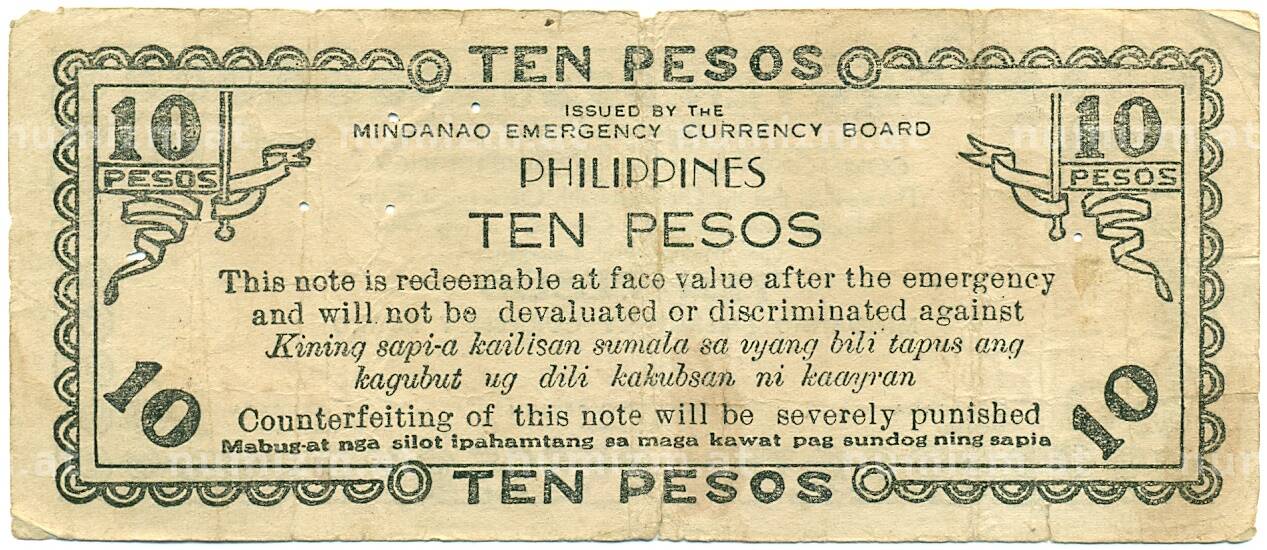 TEN PESOS
10 PESOS
10 PESOS
ISSUED BY THE
MINDANAO EMERGENCY CURRENCY BOARD
PHILIPPINES
TEN PESOS
This note is redeemable at face value after the emergency
and will not be devaluated or discriminated against
Kining sapi-a kailisan sumala sa vyang bili tapus ang
kagubut ug dili kakubsan ni kaayran
10
10
Counterfeiting of this note will be severely punished
Mabug-at nga silot ipahamtang sa maga kawat pag sundog ning sapia
TEN PESOS
numizm.at